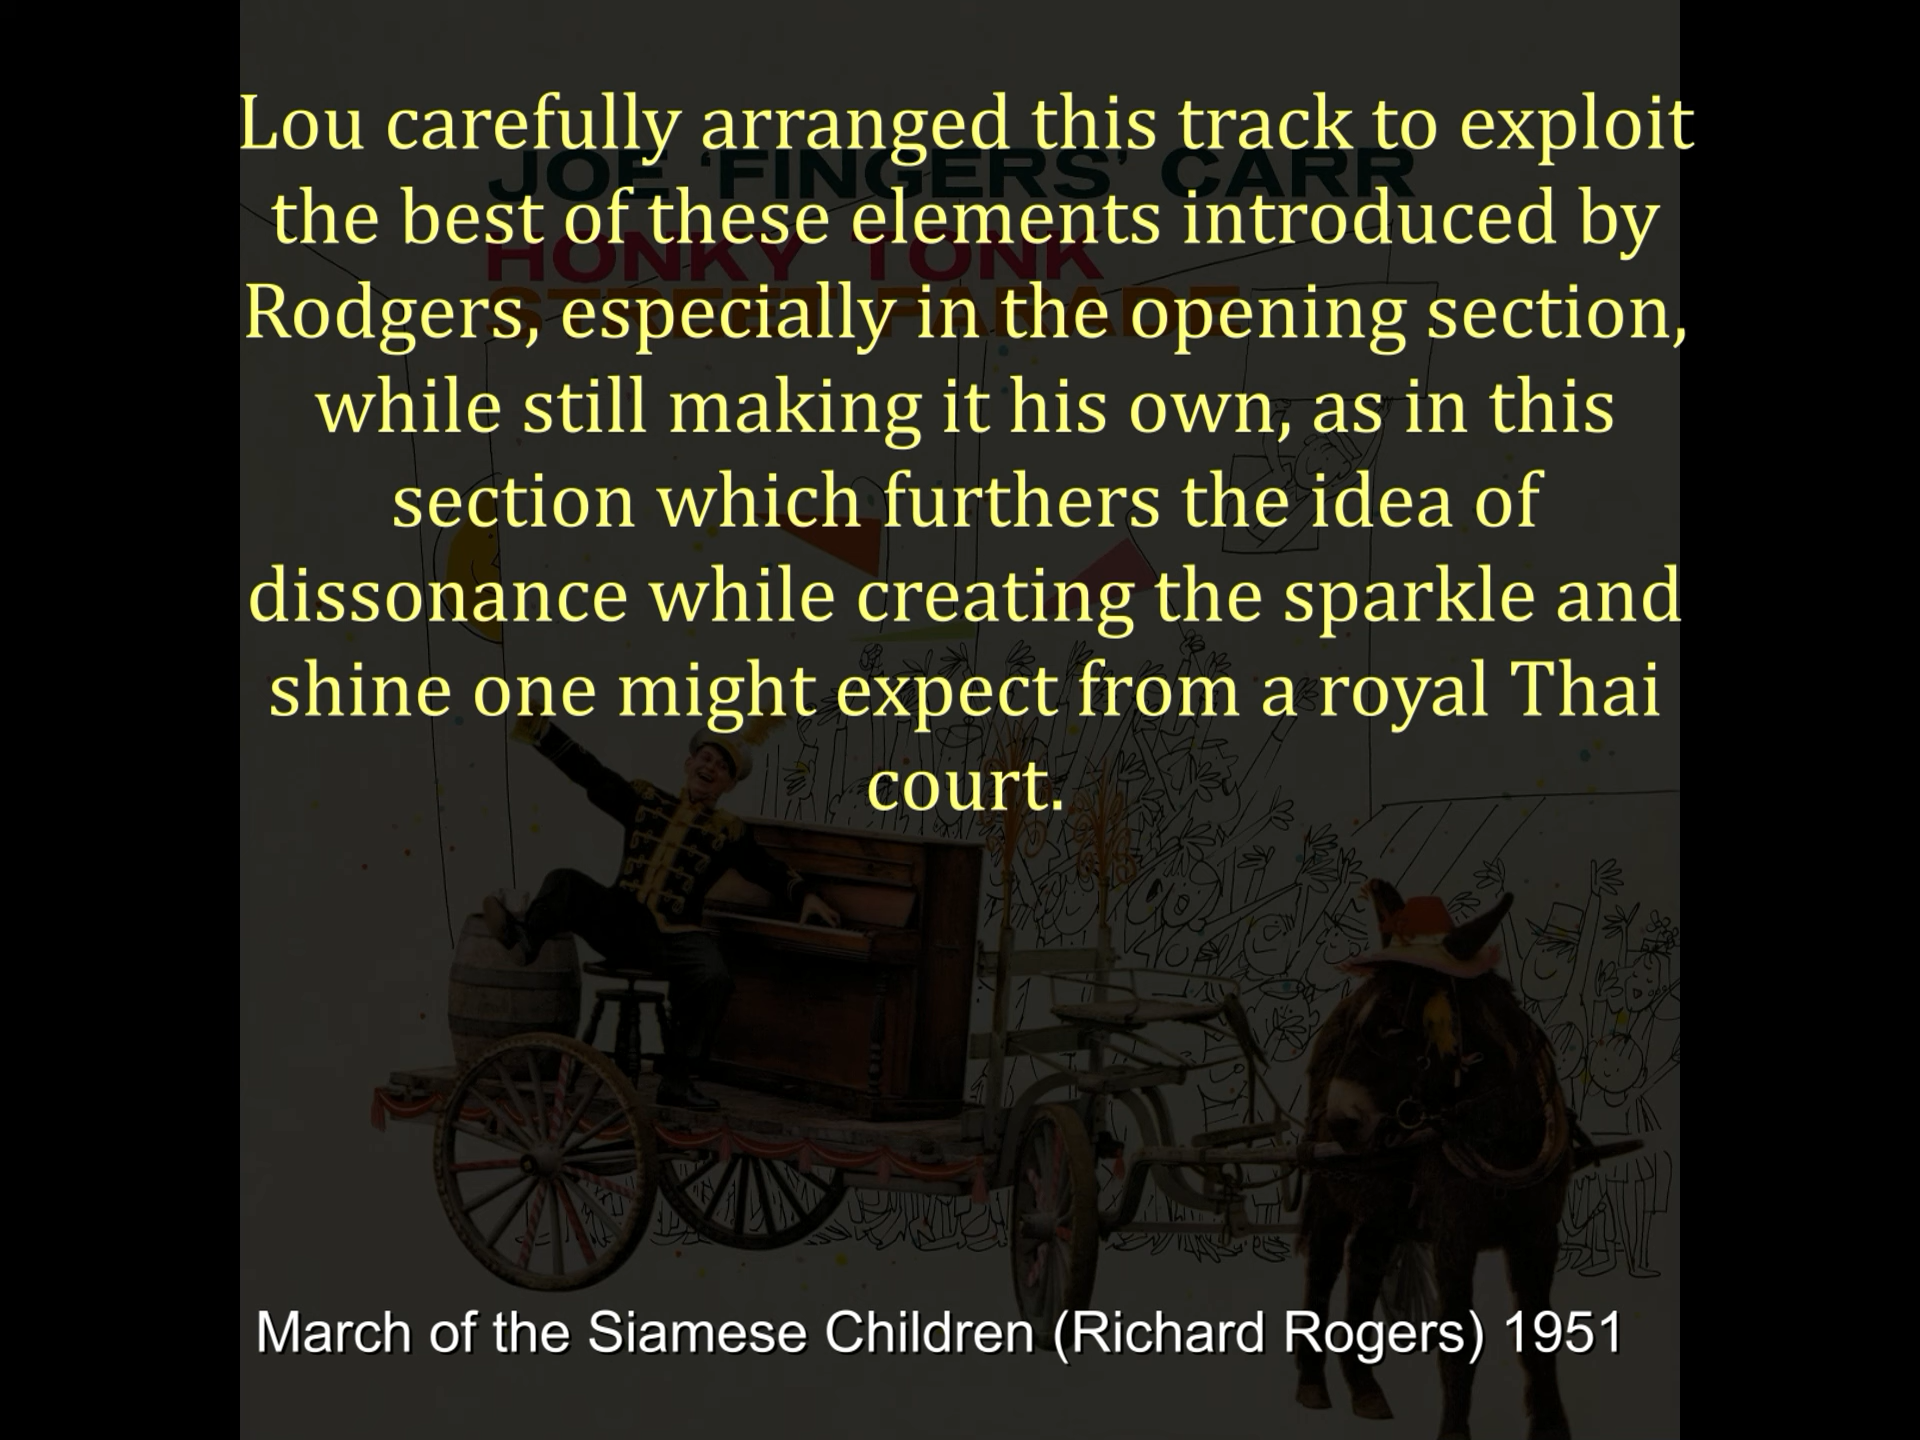 Lou carefully arranged this track to exploit
JOE 'FINGERS' CARR
the best of these elements introduced by
HONKY TONK
Rodgers, especially in the opening section,
STREET PARADE
while still making it his own, as in this
section which furthers the idea of
dissonance while creating the sparkle and
shine one might expect from a royal Thai
court.
March of the Siamese Children (Richard Rogers) 1951